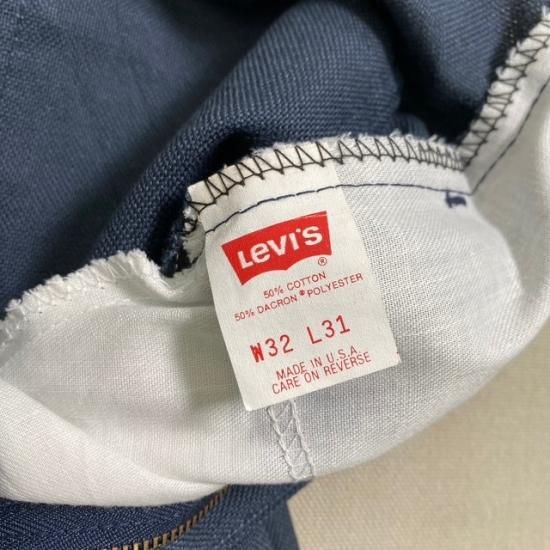 LeVI's
®
50% COTTON
50% DACRON® POLYESTER
W32 L31
MADE IN U.S.A.
CARE ON REVERSE